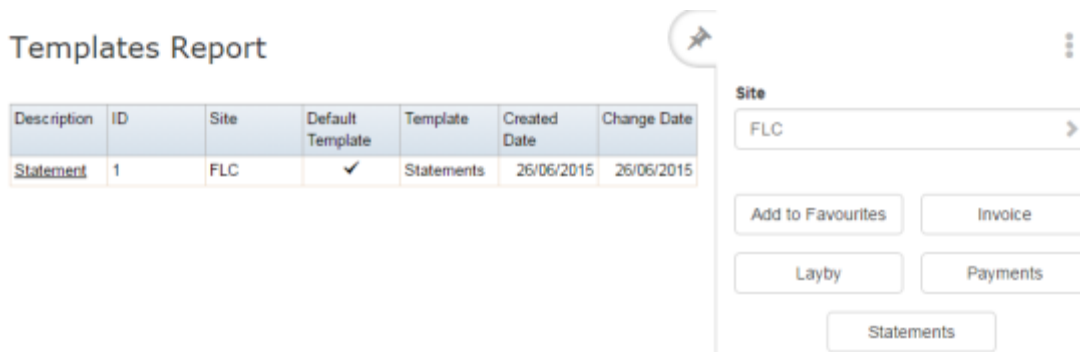 Templates Report
Description ID Site Default Template Template Created Date Change Date
Statement 1 FLC ✓ Statements 26/06/2015 26/06/2015
Site
FLC
Add to Favourites Invoice
Layby Payments
Statements